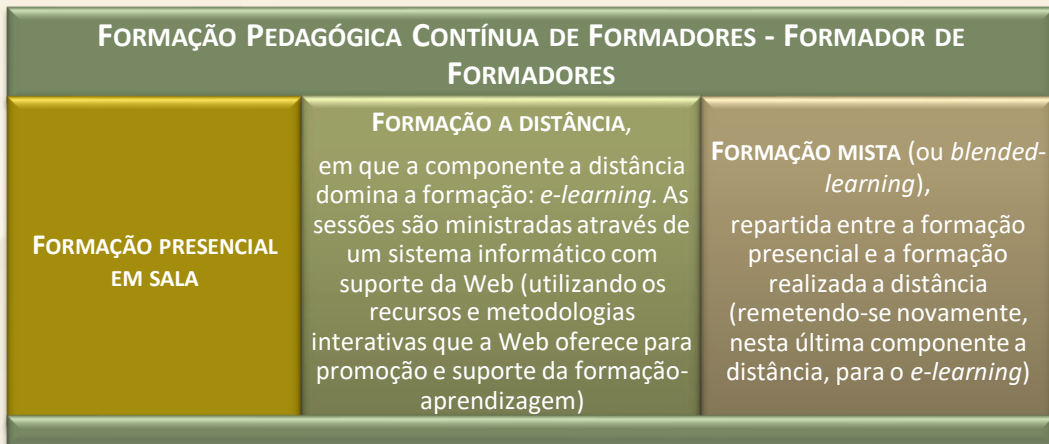 FORMAÇÃO PEDAGÓGICA CONTÍNUA DE FORMADORES - FORMADOR DE
FORMADORES
FORMAÇÃO PRESENCIAL
EM SALA
FORMAÇÃO A DISTÂNCIA,
em que a componente a distância
domina a formação: e-learning. As
sessões são ministradas através de
um sistema informático com
suporte da Web (utilizando os
recursos e metodologias
interativas que a Web oferece para
promoção e suporte da formação-
aprendizagem)
FORMAÇÃO MISTA (ou blended-
learning),
repartida entre a formação
presencial e a formação
realizada a distância
(remetendo-se novamente,
nesta última componente a
distância, para o e-learning)